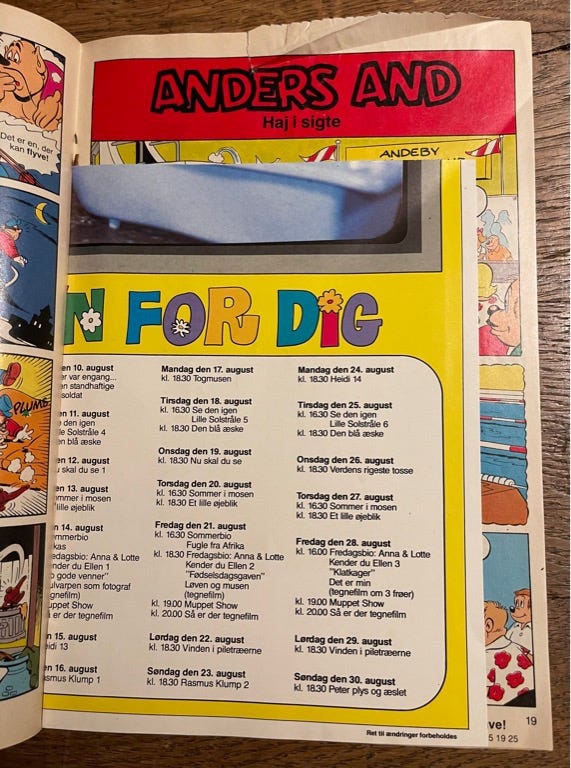 Det er en, der
kan flyve!
PLUMF
ANDERS AND
Haj i sigte
ANDEBY
N FOR DIG
en 10. august
er var engang...
en standhaftige
soldat
en 11. august
e den igen
lle Solstråle 4
en blå æske
en 12. august
u skal du se 1
en 13. august
ommer i mosen
lille øjeblik
n 14. august
ommerbio
kas
edagsbio: Anna & Lotte
ender du Ellen 1
o gode venner"
ulvarpen som fotograf
gnefilm)
uppet Show
å er der tegnefilm
n 15. august
eidi 13
en 16. august
asmus Klump 1
Mandag den 17. august
kl. 18.30 Togmusen
Tirsdag den 18. august
kl. 16.30 Se den igen
Lille Solstråle 5
kl. 18.30 Den blå æske
Onsdag den 19. august
kl. 18.30 Nu skal du se
Torsdag den 20. august
kl. 16.30 Sommer i mosen
kl. 18.30 Et lille øjeblik
Fredag den 21. august
kl. 16.30 Sommerbio
Fugle fra Afrika
kl. 18.30 Fredagsbio: Anna & Lotte
Kender du Ellen 2
"Fødselsdagsgaven"
Løven og musen
(tegnefilm)
kl. 19.00 Muppet Show
kl. 20.00 Så er der tegnefilm
Lørdag den 22. august
kl. 18.30 Vinden i piletræerne
Søndag den 23. august
kl. 18.30 Rasmus Klump 2
Mandag den 24. august
kl. 18.30 Heidi 14
Tirsdag den 25. august
kl. 16.30 Se den igen
Lille Solstråle 6
kl. 18.30 Den blå æske
Onsdag den 26. august
kl. 18.30 Verdens rigeste tosse
Torsdag den 27. august
kl. 16.30 Sommer i mosen
kl. 18.30 Et lille øjeblik
Fredag den 28. august
kl. 16.00 Fredagsbio: Anna & Lotte
Kender du Ellen 3
"Klatkager"
Det er min
(tegnefilm om 3 frøer)
kl. 19.00 Muppet Show
kl. 20.00 Så er der tegnefilm
Lørdag den 29. august
kl. 18.30 Vinden i piletræerne
Søndag den 30. august
kl. 18.30 Peter plys og æslet
Ret til ændringer forbeholdes
ve!
5 19 25
19